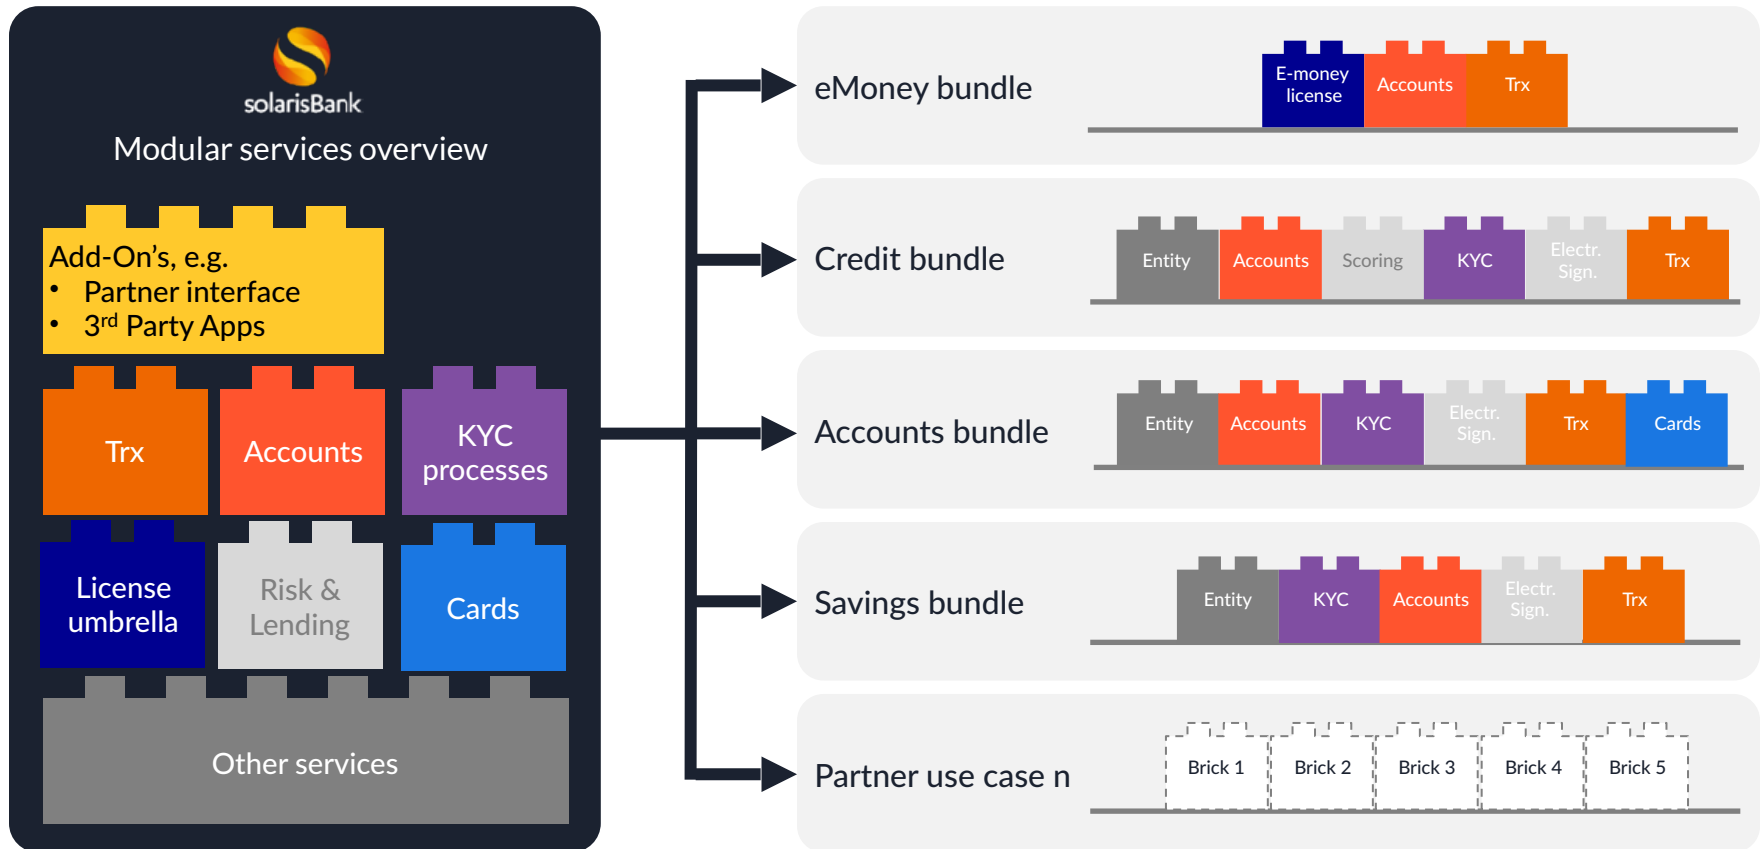 solarisBank
Modular services overview
Add-On’s, e.g.
• Partner interface
• 3rd Party Apps
Trx
Accounts
KYC
processes
License
umbrella
Risk &
Lending
Cards
Other services
eMoney bundle
E-money
license
Accounts
Trx
Credit bundle
Entity
Accounts
Scoring
KYC
Electr.
Sign.
Trx
Accounts bundle
Entity
Accounts
KYC
Electr.
Sign.
Trx
Cards
Savings bundle
Entity
KYC
Accounts
Electr.
Sign.
Trx
Partner use case n
Brick 1
Brick 2
Brick 3
Brick 4
Brick 5